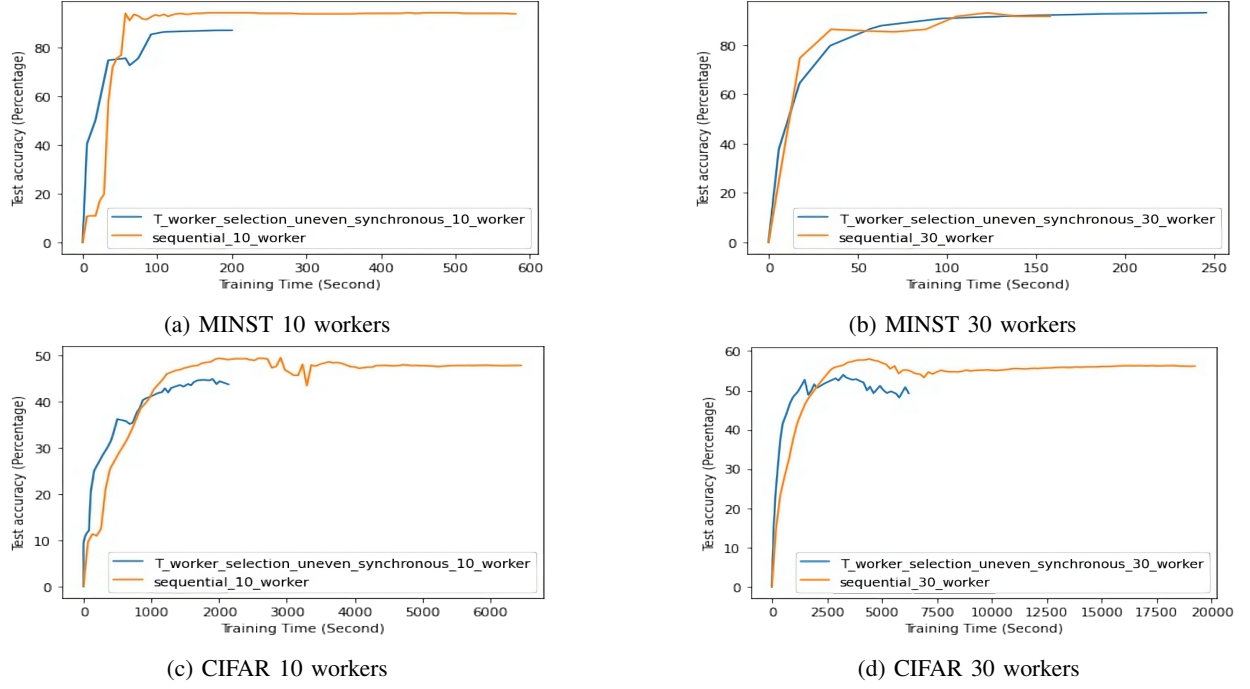 Test accuracy (Percentage)
80
60
40
20
0
T_worker_selection_uneven_synchronous_10_worker
sequential_10_worker
0 100 200 300 400 500 600
Training Time (Second)
(a) MINST 10 workers
Test accuracy (Percentage)
80
60
40
20
0
T_worker_selection_uneven_synchronous_30_worker
sequential_30_worker
0 50 100 150 200 250
Training Time (Second)
(b) MINST 30 workers
Test accuracy (Percentage)
50
40
30
20
10
0
T_worker_selection_uneven_synchronous_10_worker
sequential_10_worker
0 1000 2000 3000 4000 5000 6000
Training Time (Second)
(c) CIFAR 10 workers
Test accuracy (Percentage)
60
50
40
30
20
10
0
T_worker_selection_uneven_synchronous_30_worker
sequential_30_worker
0 2500 5000 7500 10000 12500 15000 17500 20000
Training Time (Second)
(d) CIFAR 30 workers